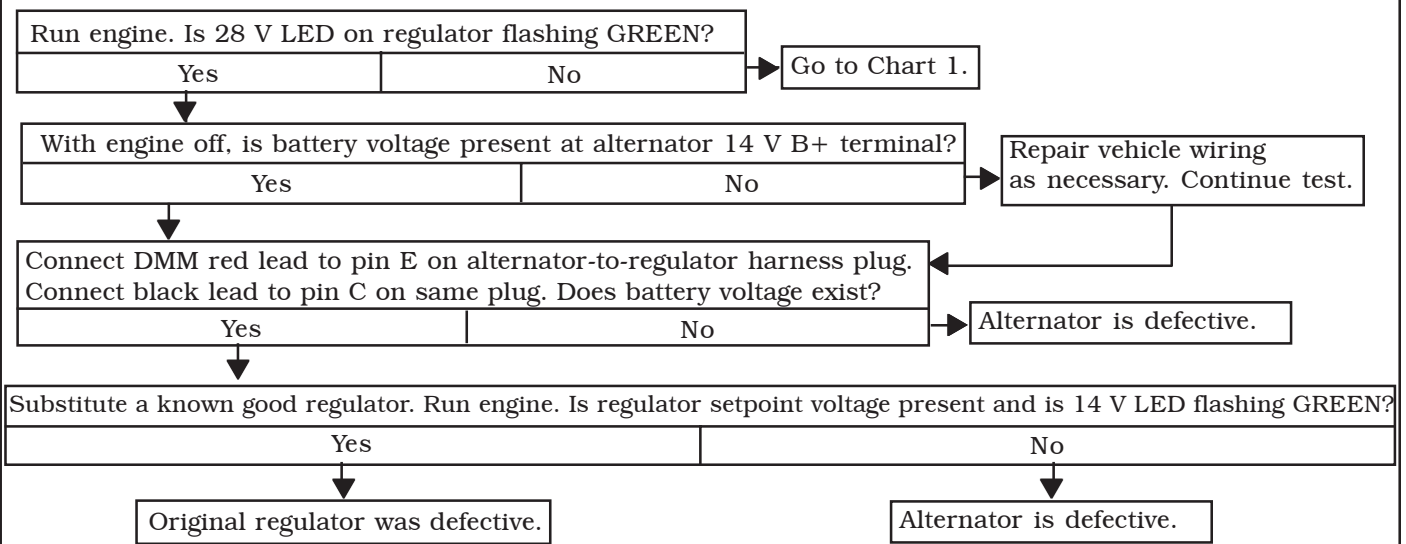 Run engine. Is 28 V LED on regulator flashing GREEN?
Yes
No
Go to Chart 1.
With engine off, is battery voltage present at alternator 14 V B+ terminal?
Yes
No
Repair vehicle wiring
as necessary. Continue test.
Connect DMM red lead to pin E on alternator-to-regulator harness plug.
Connect black lead to pin C on same plug. Does battery voltage exist?
Yes
No
Alternator is defective.
Substitute a known good regulator. Run engine. Is regulator setpoint voltage present and is 14 V LED flashing GREEN?
Yes
No
Original regulator was defective.
Alternator is defective.